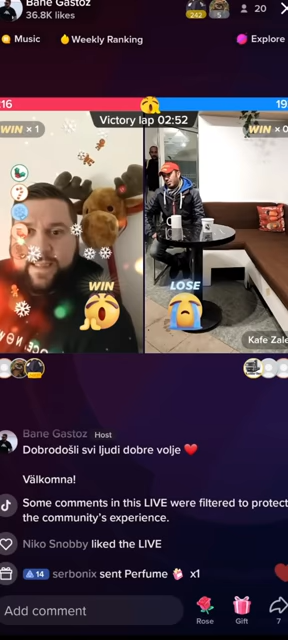 Bane Gastoz
36.8K likes
242
5
20
Music
Weekly Ranking
Explore
16
19
WIN × 1
Victory lap 02:52
WIN × 0
WIN
LOSE
Kafe Zale
Bane Gastoz Host
Dobrodošli svi ljudi dobre volje ❤️
Välkomna!
Some comments in this LIVE were filtered to protect
the community's experience.
Niko Snobby liked the LIVE
14 serbonix sent Perfume x1
Add comment
Rose
Gift
7